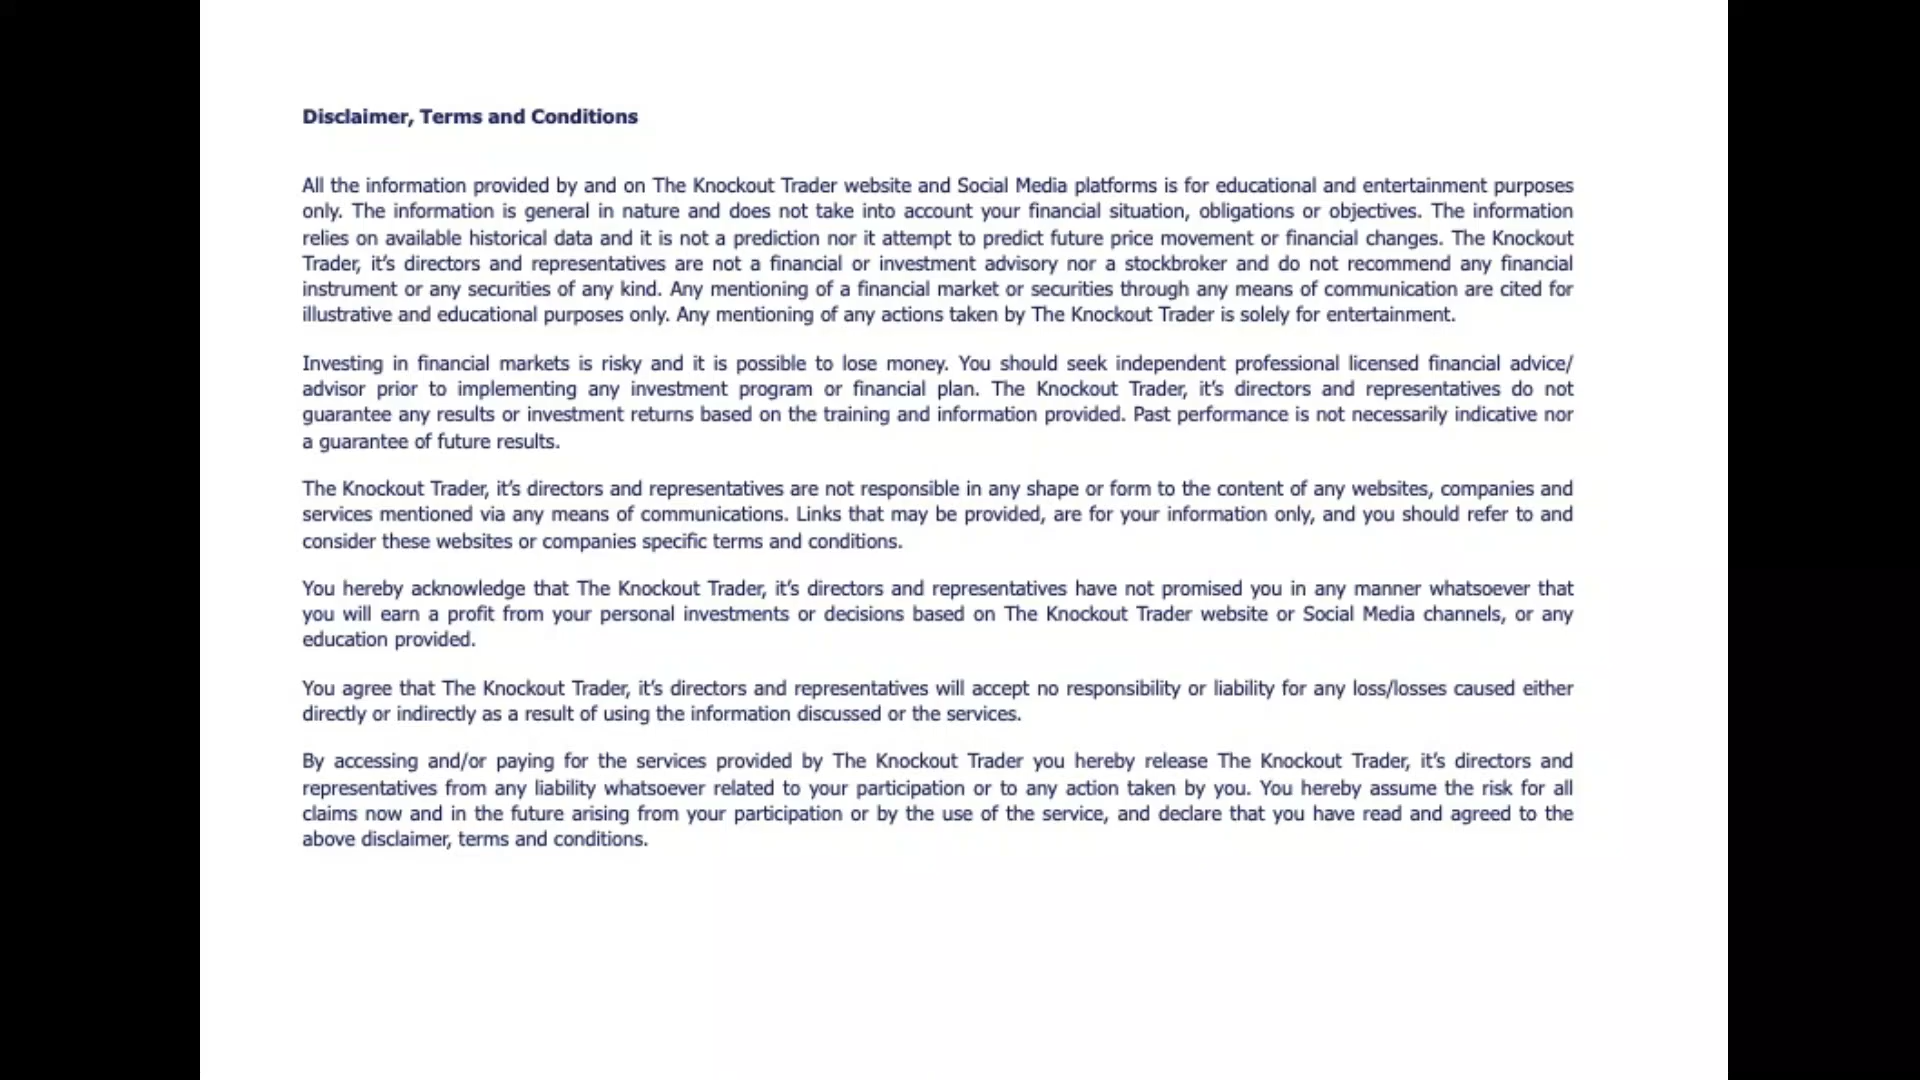 Disclaimer, Terms and Conditions
All the information provided by and on The Knockout Trader website and Social Media platforms is for educational and entertainment purposes
only. The information is general in nature and does not take into account your financial situation, obligations or objectives. The information
relies on available historical data and it is not a prediction nor it attempt to predict future price movement or financial changes. The Knockout
Trader, it’s directors and representatives are not a financial or investment advisory nor a stockbroker and do not recommend any financial
instrument or any securities of any kind. Any mentioning of a financial market or securities through any means of communication are cited for
illustrative and educational purposes only. Any mentioning of any actions taken by The Knockout Trader is solely for entertainment.
Investing in financial markets is risky and it is possible to lose money. You should seek independent professional licensed financial advice/
advisor prior to implementing any investment program or financial plan. The Knockout Trader, it’s directors and representatives do not
guarantee any results or investment returns based on the training and information provided. Past performance is not necessarily indicative nor
a guarantee of future results.
The Knockout Trader, it’s directors and representatives are not responsible in any shape or form to the content of any websites, companies and
services mentioned via any means of communications. Links that may be provided, are for your information only, and you should refer to and
consider these websites or companies specific terms and conditions.
You hereby acknowledge that The Knockout Trader, it’s directors and representatives have not promised you in any manner whatsoever that
you will earn a profit from your personal investments or decisions based on The Knockout Trader website or Social Media channels, or any
education provided.
You agree that The Knockout Trader, it’s directors and representatives will accept no responsibility or liability for any loss/losses caused either
directly or indirectly as a result of using the information discussed or the services.
By accessing and/or paying for the services provided by The Knockout Trader you hereby release The Knockout Trader, it’s directors and
representatives from any liability whatsoever related to your participation or to any action taken by you. You hereby assume the risk for all
claims now and in the future arising from your participation or by the use of the service, and declare that you have read and agreed to the
above disclaimer, terms and conditions.